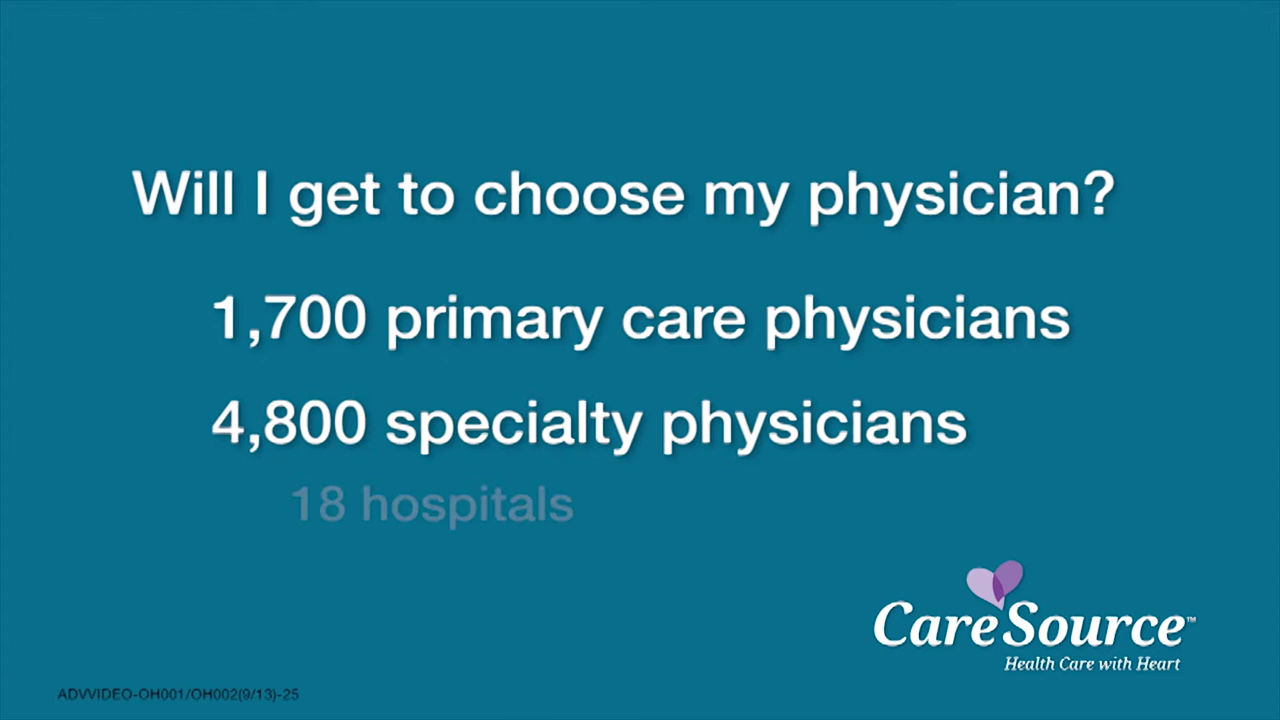 Will I get to choose my physician?
1,700 primary care physicians
4,800 specialty physicians
18 hospitals
CareSource™
Health Care with Heart
ADVVIDEO-OH001/OH002(9/13)-25